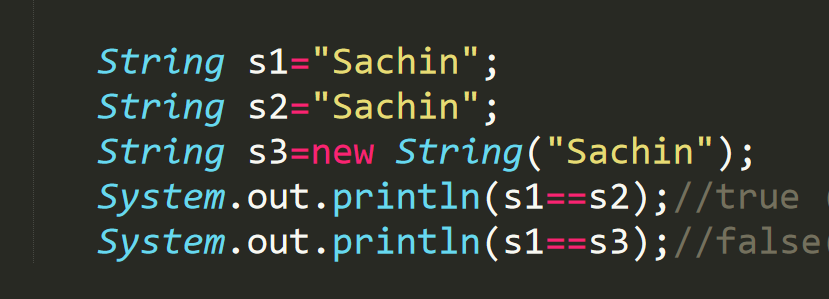 String s1="Sachin";
String s2="Sachin";
String s3=new String("Sachin");
System.out.println(s1==s2);//true
System.out.println(s1==s3);//false